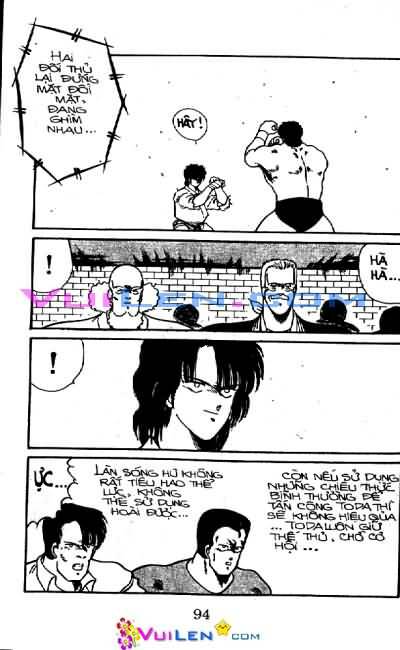 HAI
ĐỐI THỦ
LẠI ĐỨNG
MẶT ĐỐI
MẶT,
ĐANG
GHÌM
NHAU...
HÂY!
!
HÃ
HÃ...
VUILEN.COM
!
ỰC...
LÀN SÓNG HƯ KHÔNG
RẤT TIÊU HAO THỂ
LỰC, KHÔNG
THỂ SỬ DỤNG
HOÀI ĐƯỢC...
CÒN NẾU SỬ DỤNG
NHỮNG CHIÊU THỨC
BÌNH THƯỜNG ĐỂ
TẤN CÔNG TODA THÌ
SẼ KHÔNG HIỆU QUẢ
... TODA LUÔN GIỮ
THẾ THỦ, CHỜ CƠ
HỘI...
94
VUILEN.COM